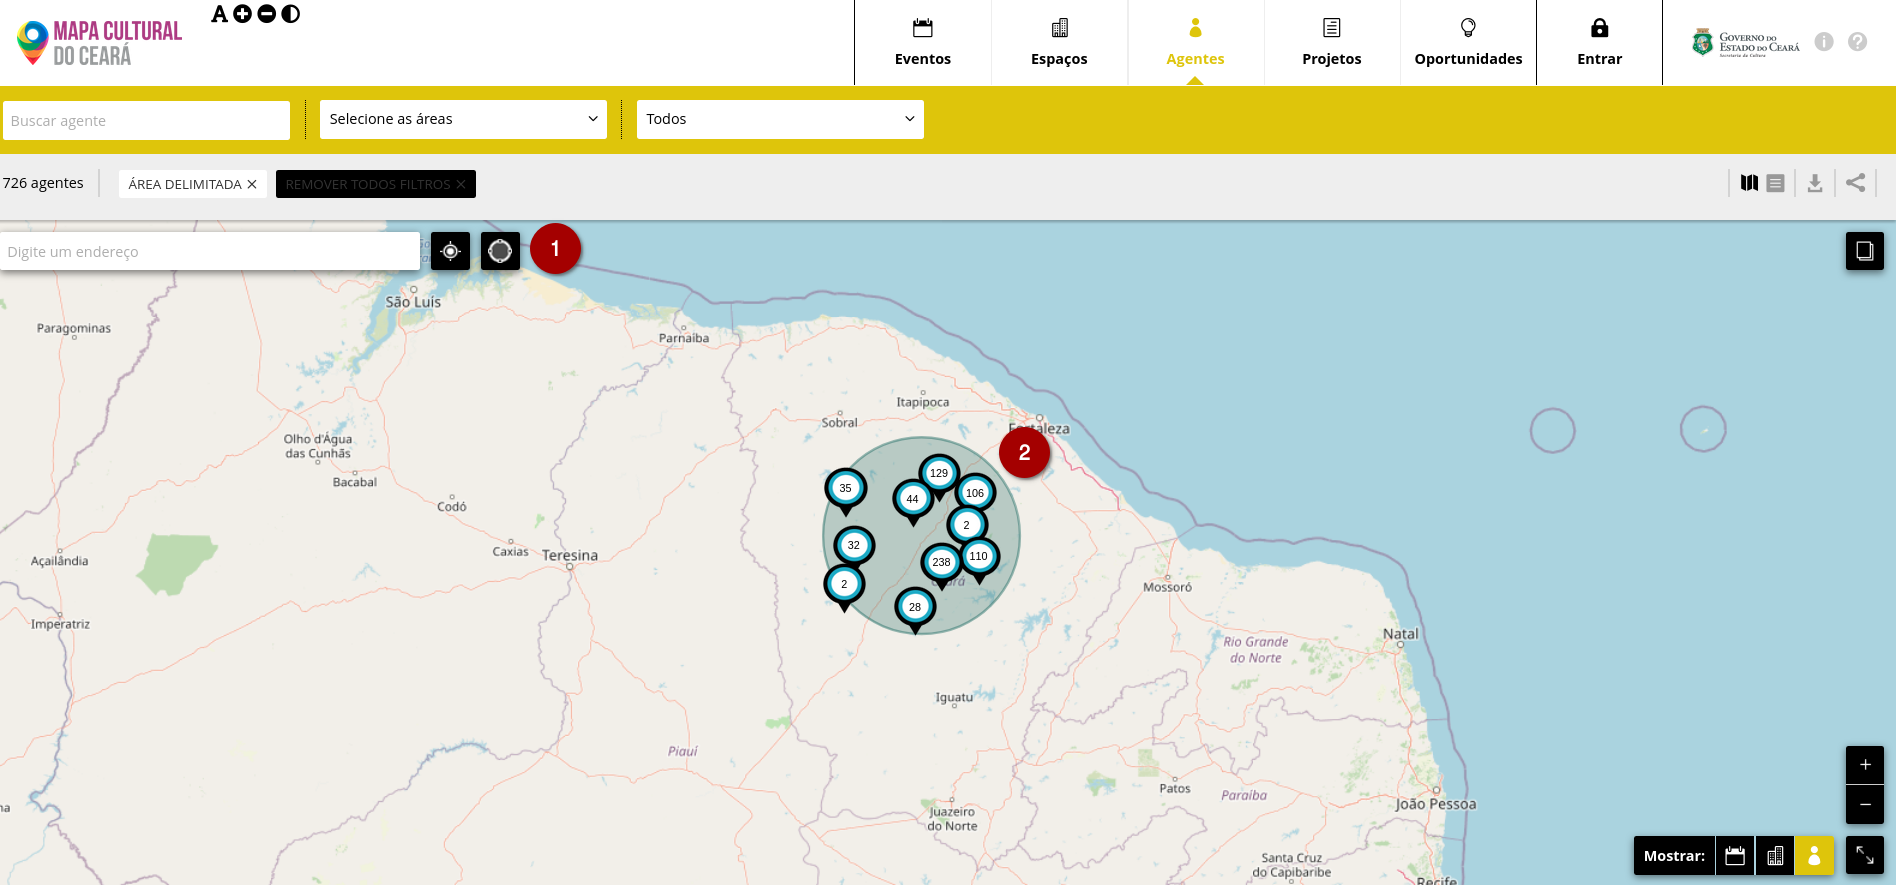 MAPA CULTURAL
DO CEARÁ
A
Eventos
Espaços
Agentes
Projetos
Oportunidades
Entrar
GOVERNO DO
ESTADO DO CEARÁ
Secretaria da Cultura
Buscar agente
Selecione as áreas
Todos
726 agentes
ÁREA DELIMITADA ×
REMOVER TODOS FILTROS ×
Digite um endereço
1
São Luís
Paragominas
Parnaíba
Itapipoca
Sobral
Fortaleza
2
Olho d'Água
das Cunhãs
Bacabal
Codó
Caxias
Teresina
Açailândia
Imperatriz
129
35
44
106
2
32
238
110
2
28
Ceará
Mossoró
Natal
Rio Grande
do Norte
Iguatu
Piauí
Patos
Paraíba
João Pessoa
Juazeiro
do Norte
Santa Cruz
do Capibaribe
Recife
+
−
Mostrar: